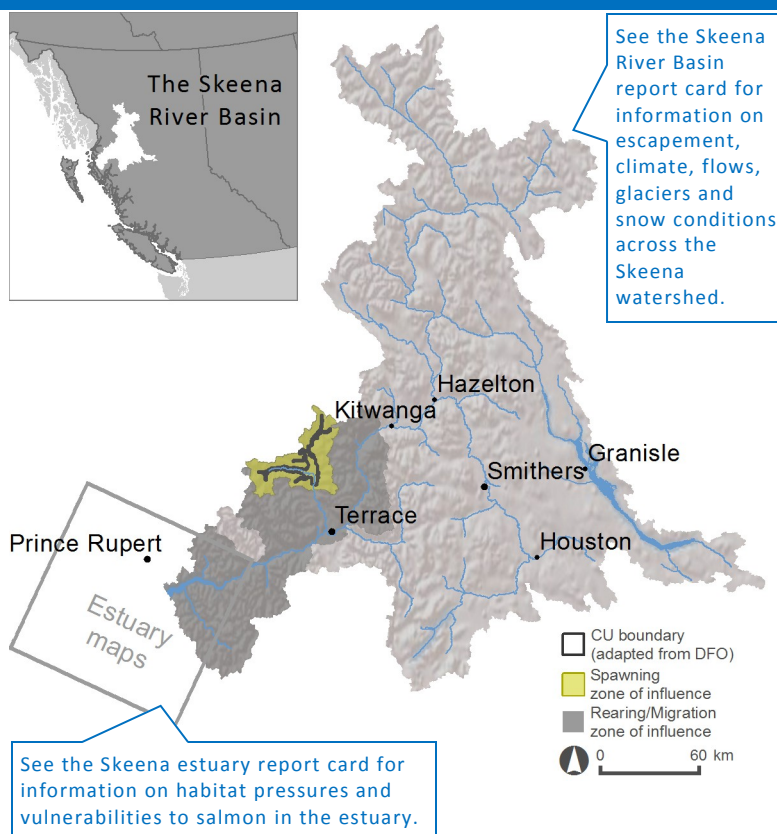 The Skeena
River Basin
See the Skeena
River Basin
report card for
information on
escapement,
climate, flows,
glaciers and
snow conditions
across the
Skeena
watershed.
Hazelton
Kitwanga
Granisle
Smithers
Terrace
Prince Rupert
Houston
Estuary
maps
CU boundary
(adapted from DFO)
Spawning
zone of influence
Rearing/Migration
zone of influence
0 60 km
See the Skeena estuary report card for
information on habitat pressures and
vulnerabilities to salmon in the estuary.